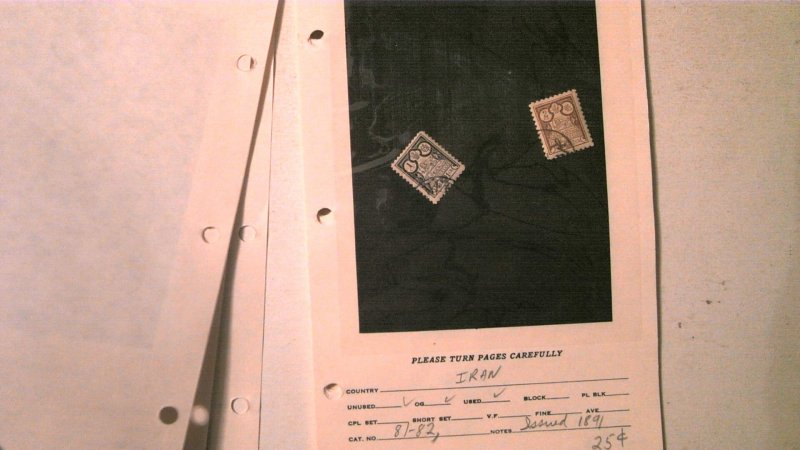 PLEASE TURN PAGES CAREFULLY
COUNTRY IRAN
UNUSED ✓ OG ✓ USED ✓ BLOCK PL BLK
CPL SET SHORT SET V.F. FINE AVE
CAT. NO 81-82, NOTES Issued 1891
25¢